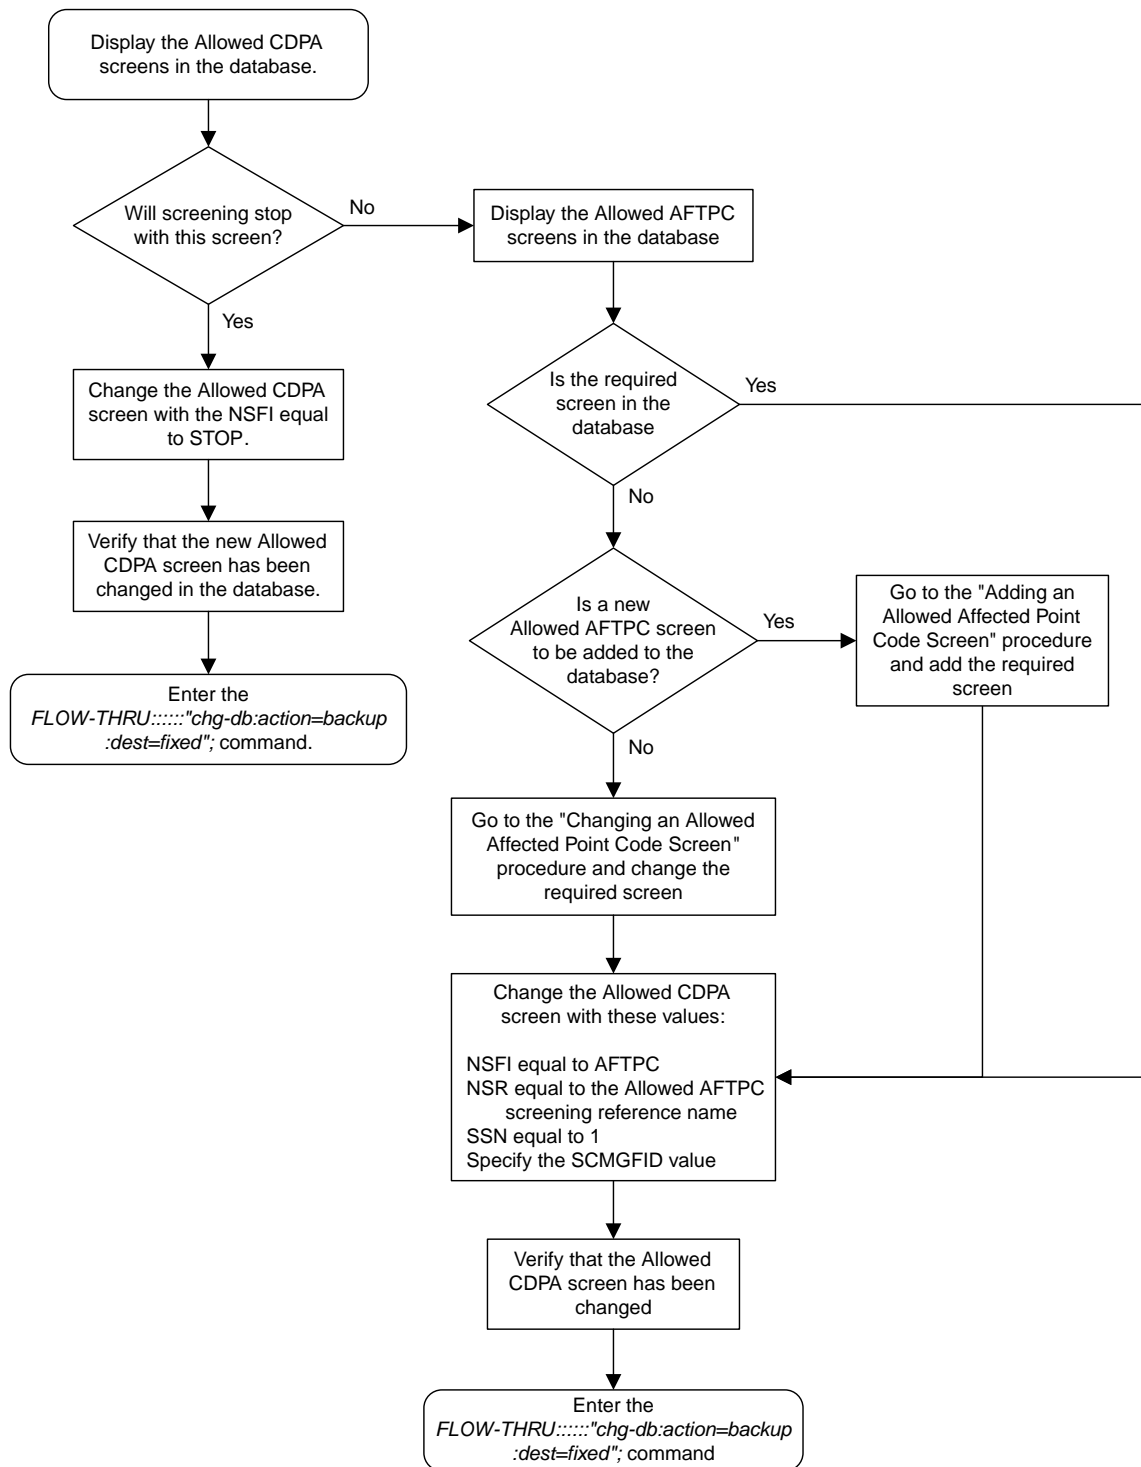 Display the Allowed CDPA
screens in the database.
Will screening stop
with this screen?
No
Display the Allowed AFTPC
screens in the database
Yes
Change the Allowed CDPA
screen with the NSFI equal
to STOP.
Is the required
screen in the
database
Yes
No
Verify that the new Allowed
CDPA screen has been
changed in the database.
Enter the
FLOW-THRU::::::"chg-db:action=backup
:dest=fixed"; command.
Is a new
Allowed AFTPC screen
to be added to the
database?
Yes
Go to the "Adding an
Allowed Affected Point
Code Screen" procedure
and add the required
screen
No
Go to the "Changing an Allowed
Affected Point Code Screen"
procedure and change the
required screen
Change the Allowed CDPA
screen with these values:
NSFI equal to AFTPC
NSR equal to the Allowed AFTPC
screening reference name
SSN equal to 1
Specify the SCMGFID value
Verify that the Allowed
CDPA screen has been
changed
Enter the
FLOW-THRU::::::"chg-db:action=backup
:dest=fixed"; command